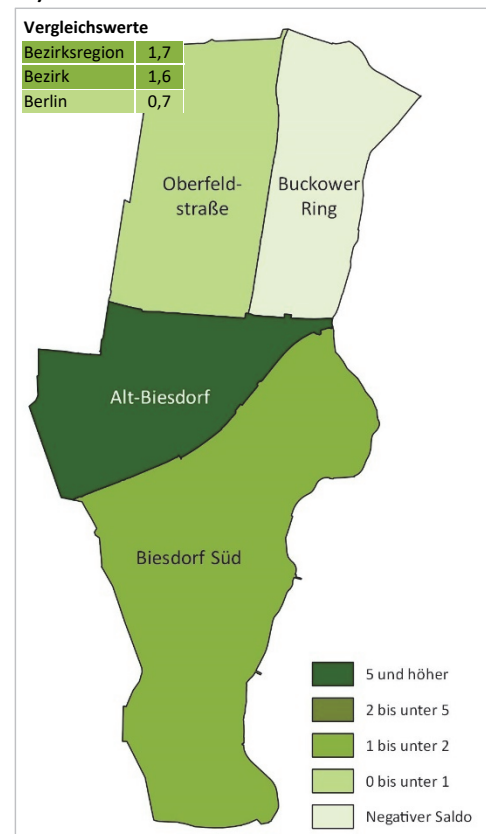 Vergleichswerte
Bezirksregion 1,7
Bezirk 1,6
Berlin 0,7
Oberfeld-
straße
Buckower
Ring
Alt-Biesdorf
Biesdorf Süd
5 und höher
2 bis unter 5
1 bis unter 2
0 bis unter 1
Negativer Saldo